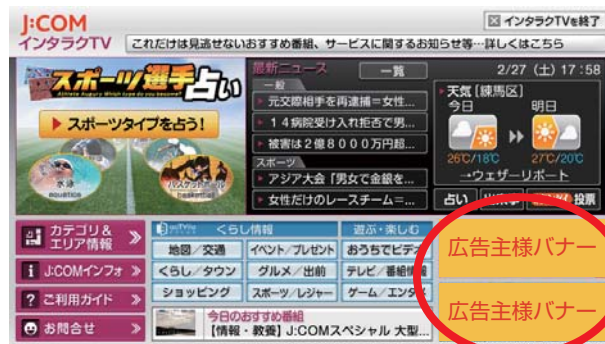 J:COM
インタラクTV
インタラクTVを終了
これだけは見逃せないおすすめ番組、サービスに関するお知らせ等…詳しくはこちら
スポーツ選手占い
スポーツタイプを占う!
水泳
aquatics
バスケットボール
basketball
最新ニュース
一覧
一般
元交際相手を再逮捕=女性...
14病院受け入れ拒否で男...
被害は2億8000万円超...
スポーツ
アジア大会「男女で金銀を...
女性だけのレースチーム=...
2/27 (土) 17:58
天気 [練馬区]
今日
明日
26℃/18℃
27℃/20℃
→ウェザーリポート
占い
投票
カテゴリ&
エリア情報
J:COMインフォ
?ご利用ガイド
お問合せ
くらし情報
遊ぶ・楽しむ
地図/交通
イベント/プレゼント
おうちでビデオ
くらし/タウン
グルメ/出前
テレビ/番組情報
ショッピング
スポーツ/レジャー
ゲーム/エンタメ
今日のおすすめ番組
【情報・教養】J:COMスペシャル 大型...
広告主様バナー
広告主様バナー